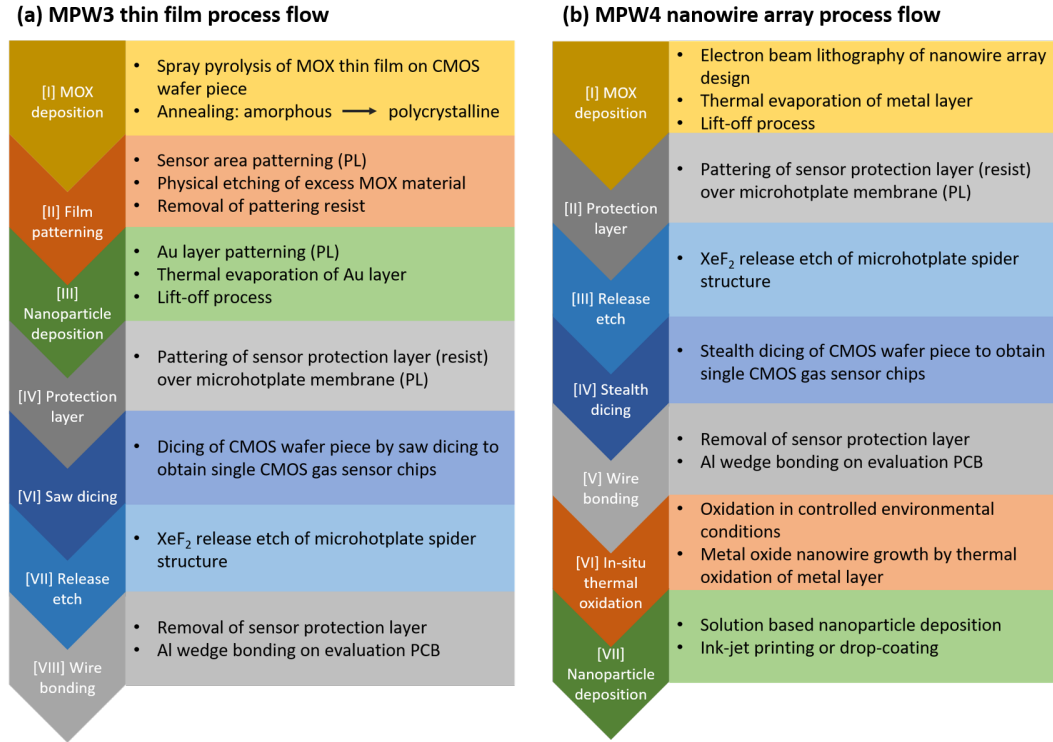 (a) MPW3 thin film process flow
[I] MOX
deposition
• Spray pyrolysis of MOX thin film on CMOS
wafer piece
• Annealing: amorphous ⟶ polycrystalline
[II] Film
patterning
• Sensor area patterning (PL)
• Physical etching of excess MOX material
• Removal of pattering resist
[III]
Nanoparticle
deposition
• Au layer patterning (PL)
• Thermal evaporation of Au layer
• Lift-off process
[IV] Protection
layer
• Pattering of sensor protection layer (resist)
over microhotplate membrane (PL)
[VI] Saw dicing
• Dicing of CMOS wafer piece by saw dicing to
obtain single CMOS gas sensor chips
[VII] Release
etch
• XeF₂ release etch of microhotplate spider
structure
[VIII] Wire
bonding
• Removal of sensor protection layer
• Al wedge bonding on evaluation PCB
(b) MPW4 nanowire array process flow
[I] MOX
deposition
• Electron beam lithography of nanowire array
design
• Thermal evaporation of metal layer
• Lift-off process
[II] Protection
layer
• Pattering of sensor protection layer (resist)
over microhotplate membrane (PL)
[III] Release
etch
• XeF₂ release etch of microhotplate spider
structure
[IV] Stealth
dicing
• Stealth dicing of CMOS wafer piece to obtain
single CMOS gas sensor chips
[V] Wire
bonding
• Removal of sensor protection layer
• Al wedge bonding on evaluation PCB
[VI] In-situ
thermal
oxidation
• Oxidation in controlled environmental
conditions
• Metal oxide nanowire growth by thermal
oxidation of metal layer
[VII]
Nanoparticle
deposition
• Solution based nanoparticle deposition
• Ink-jet printing or drop-coating